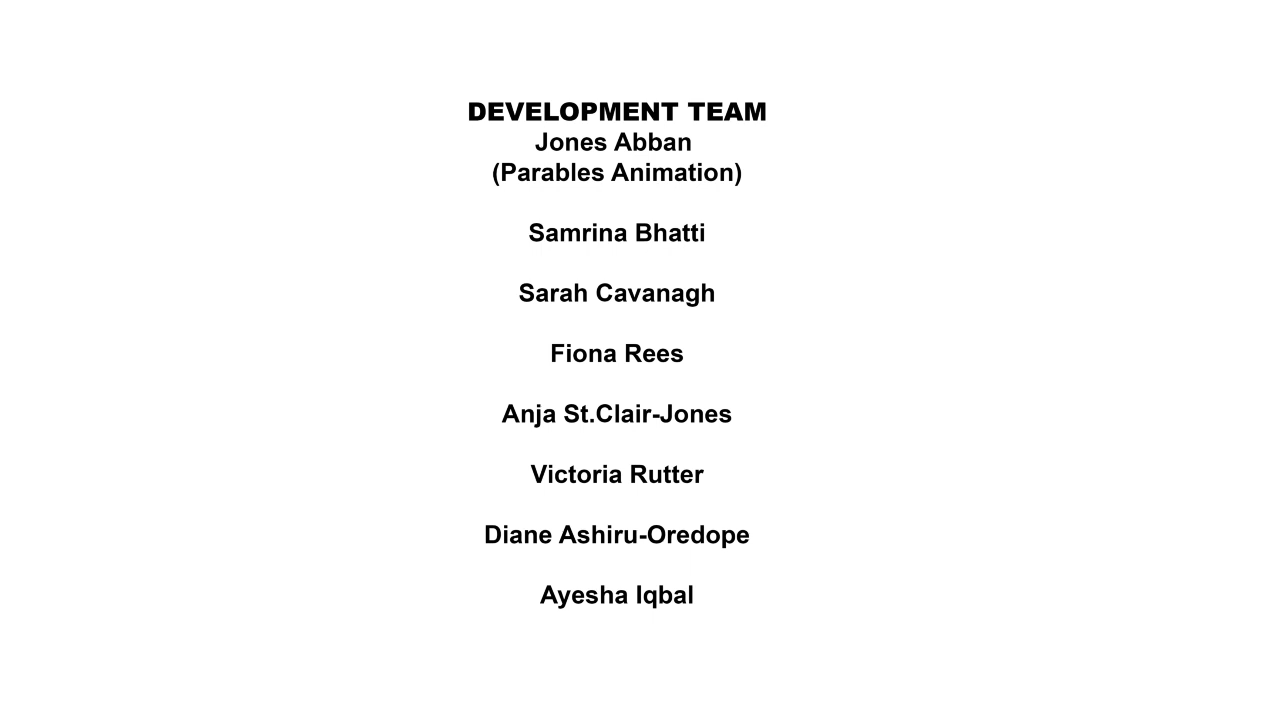 DEVELOPMENT TEAM
Jones Abban
(Parables Animation)
Samrina Bhatti
Sarah Cavanagh
Fiona Rees
Anja St.Clair-Jones
Victoria Rutter
Diane Ashiru-Oredope
Ayesha Iqbal